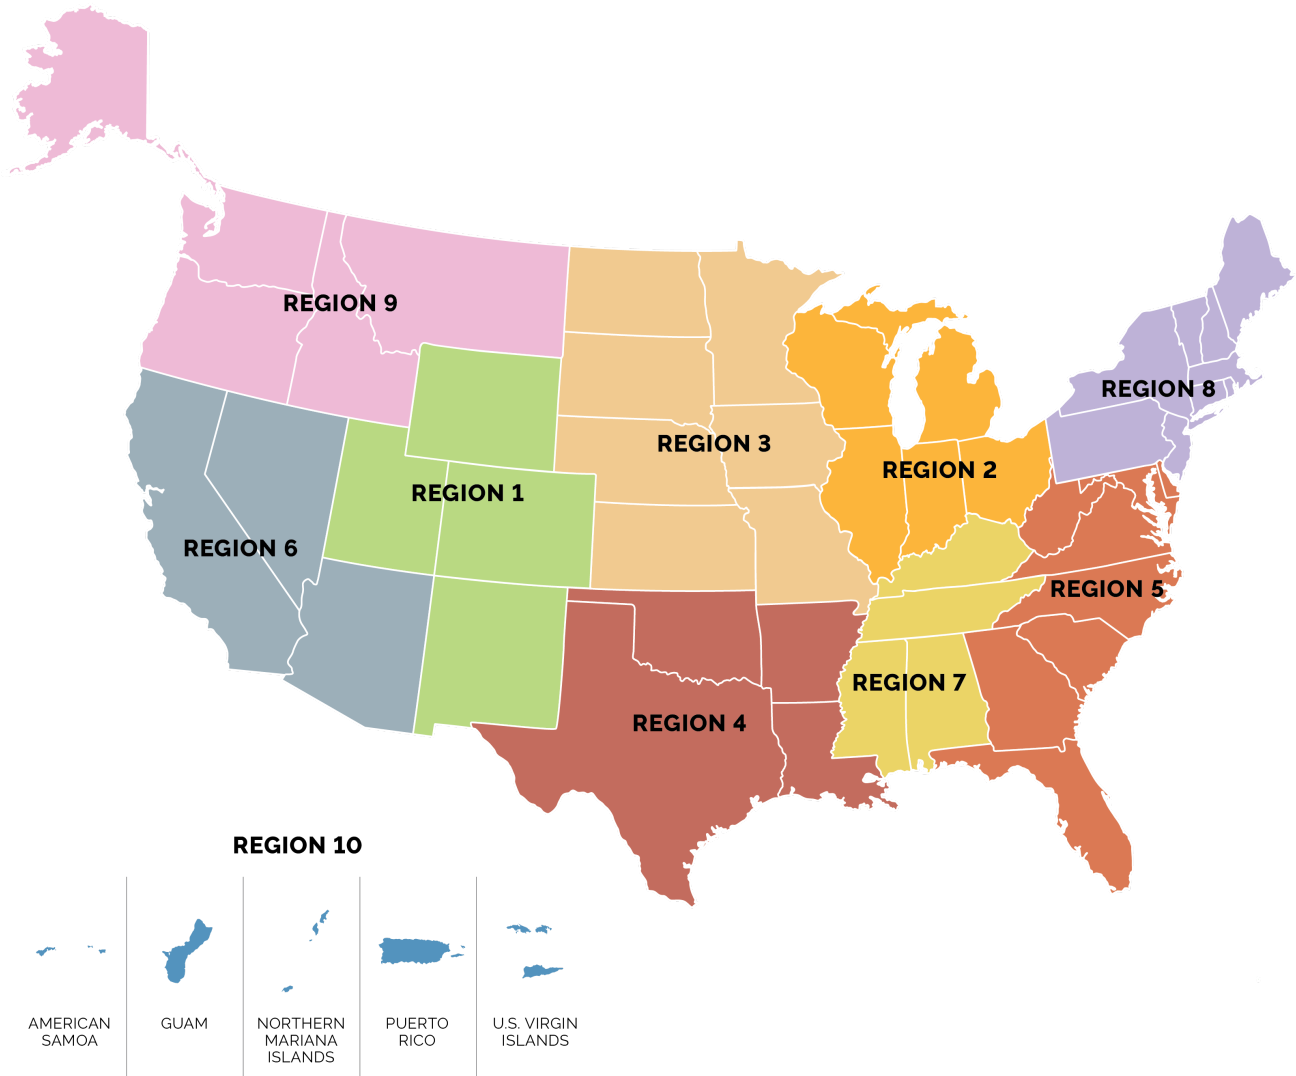 REGION 9
REGION 8
REGION 3
REGION 2
REGION 1
REGION 6
REGION 5
REGION 7
REGION 4
REGION 10
AMERICAN
SAMOA
GUAM
NORTHERN
MARIANA
ISLANDS
PUERTO
RICO
U.S. VIRGIN
ISLANDS